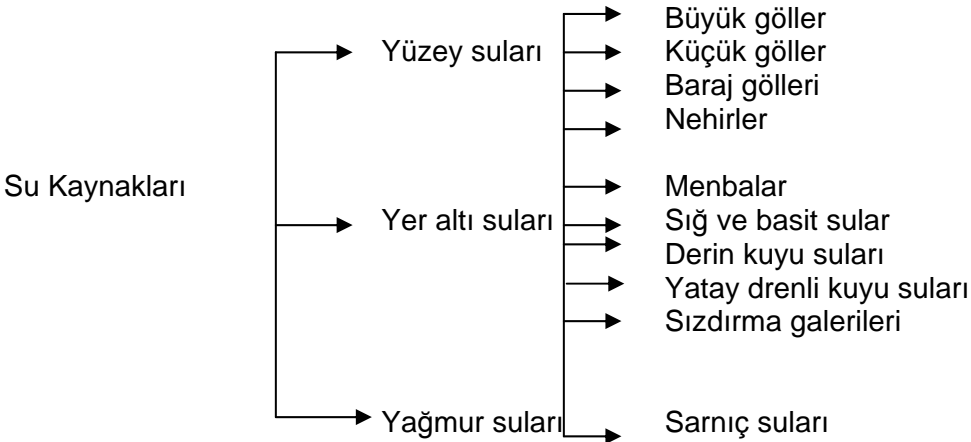 Su Kaynakları
Yüzey suları
Büyük göller
Küçük göller
Baraj gölleri
Nehirler
Yer altı suları
Menbalar
Sığ ve basit sular
Derin kuyu suları
Yatay drenli kuyu suları
Sızdırma galerileri
Yağmur suları
Sarnıç suları